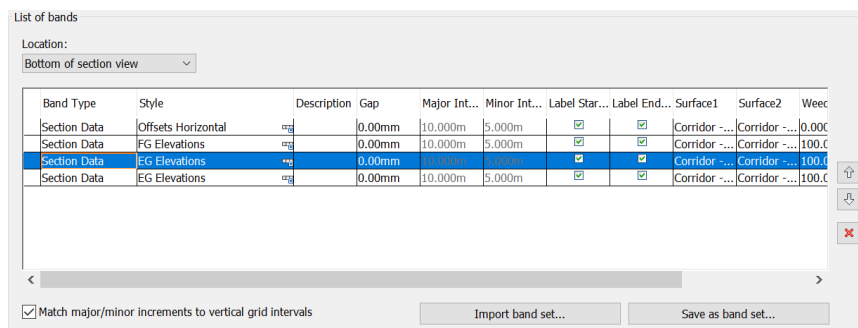 List of bands
Location:
Bottom of section view
Band Type Style Description Gap Major Int... Minor Int... Label Star... Label End... Surface1 Surface2 Weed
Section Data Offsets Horizontal 0.00mm 10.000m 5.000m Corridor -... Corridor -... 0.000
Section Data FG Elevations 0.00mm 10.000m 5.000m Corridor -... Corridor -... 100.0
Section Data EG Elevations 0.00mm 10.000m 5.000m Corridor -... Corridor -... 100.0
Section Data EG Elevations 0.00mm 10.000m 5.000m Corridor -... Corridor -... 100.0
Match major/minor increments to vertical grid intervals Import band set... Save as band set...